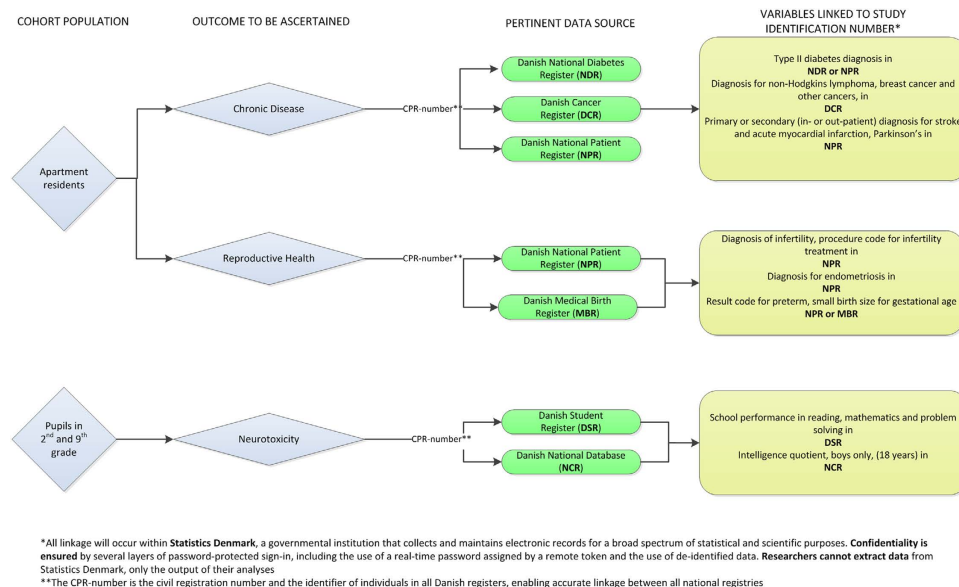 COHORT POPULATION
OUTCOME TO BE ASCERTAINED
PERTINENT DATA SOURCE
VARIABLES LINKED TO STUDY
IDENTIFICATION NUMBER*
Apartment
residents
Chronic Disease
CPR-number**
Danish National Diabetes
Register (NDR)
Danish Cancer
Register (DCR)
Danish National Patient
Register (NPR)
Type II diabetes diagnosis in
NDR or NPR
Diagnosis for non-Hodgkins lymphoma, breast cancer and
other cancers, in
DCR
Primary or secondary (in- or out-patient) diagnosis for stroke
and acute myocardial infarction, Parkinson's in
NPR
Reproductive Health
CPR-number**
Danish National Patient
Register (NPR)
Danish Medical Birth
Register (MBR)
Diagnosis of infertility, procedure code for infertility
treatment in
NPR
Diagnosis for endometriosis in
NPR
Result code for preterm, small birth size for gestational age
NPR or MBR
Pupils in
2nd and 9th
grade
Neurotoxicity
CPR-number**
Danish Student
Register (DSR)
Danish National Database
(NCR)
School performance in reading, mathematics and problem
solving in
DSR
Intelligence quotient, boys only, (18 years) in
NCR
*All linkage will occur within Statistics Denmark, a governmental institution that collects and maintains electronic records for a broad spectrum of statistical and scientific purposes. Confidentiality is
ensured by several layers of password-protected sign-in, including the use of a real-time password assigned by a remote token and the use of de-identified data. Researchers cannot extract data from
Statistics Denmark, only the output of their analyses
**The CPR-number is the civil registration number and the identifier of individuals in all Danish registers, enabling accurate linkage between all national registries